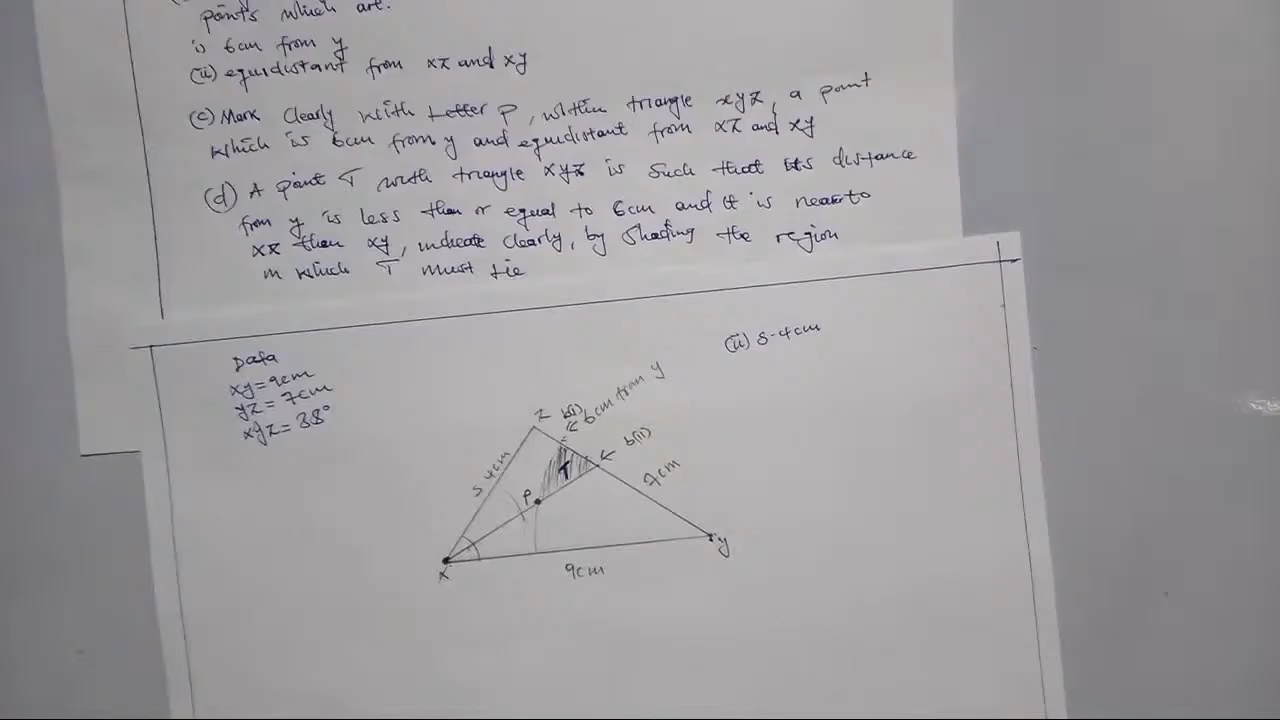 points which are.
is 6cm from y
(ii) equidistant from xz and xy
(c) Mark clearly with Letter P, within triangle xyz, a point
which is 6cm from y and equidistant from xz and xy
(d) A point T with triangle xyz is such that its distance
from y is less than or equal to 6cm and it is near to
xz than xy, indicate clearly, by shading the region
in which T must lie
Data
xy=9cm
yz=7cm
xyz=38°
(ii) 5.4cm
z
b(i)
6cm from y
b(ii)
5.4cm
7cm
T
P
y
x
9cm